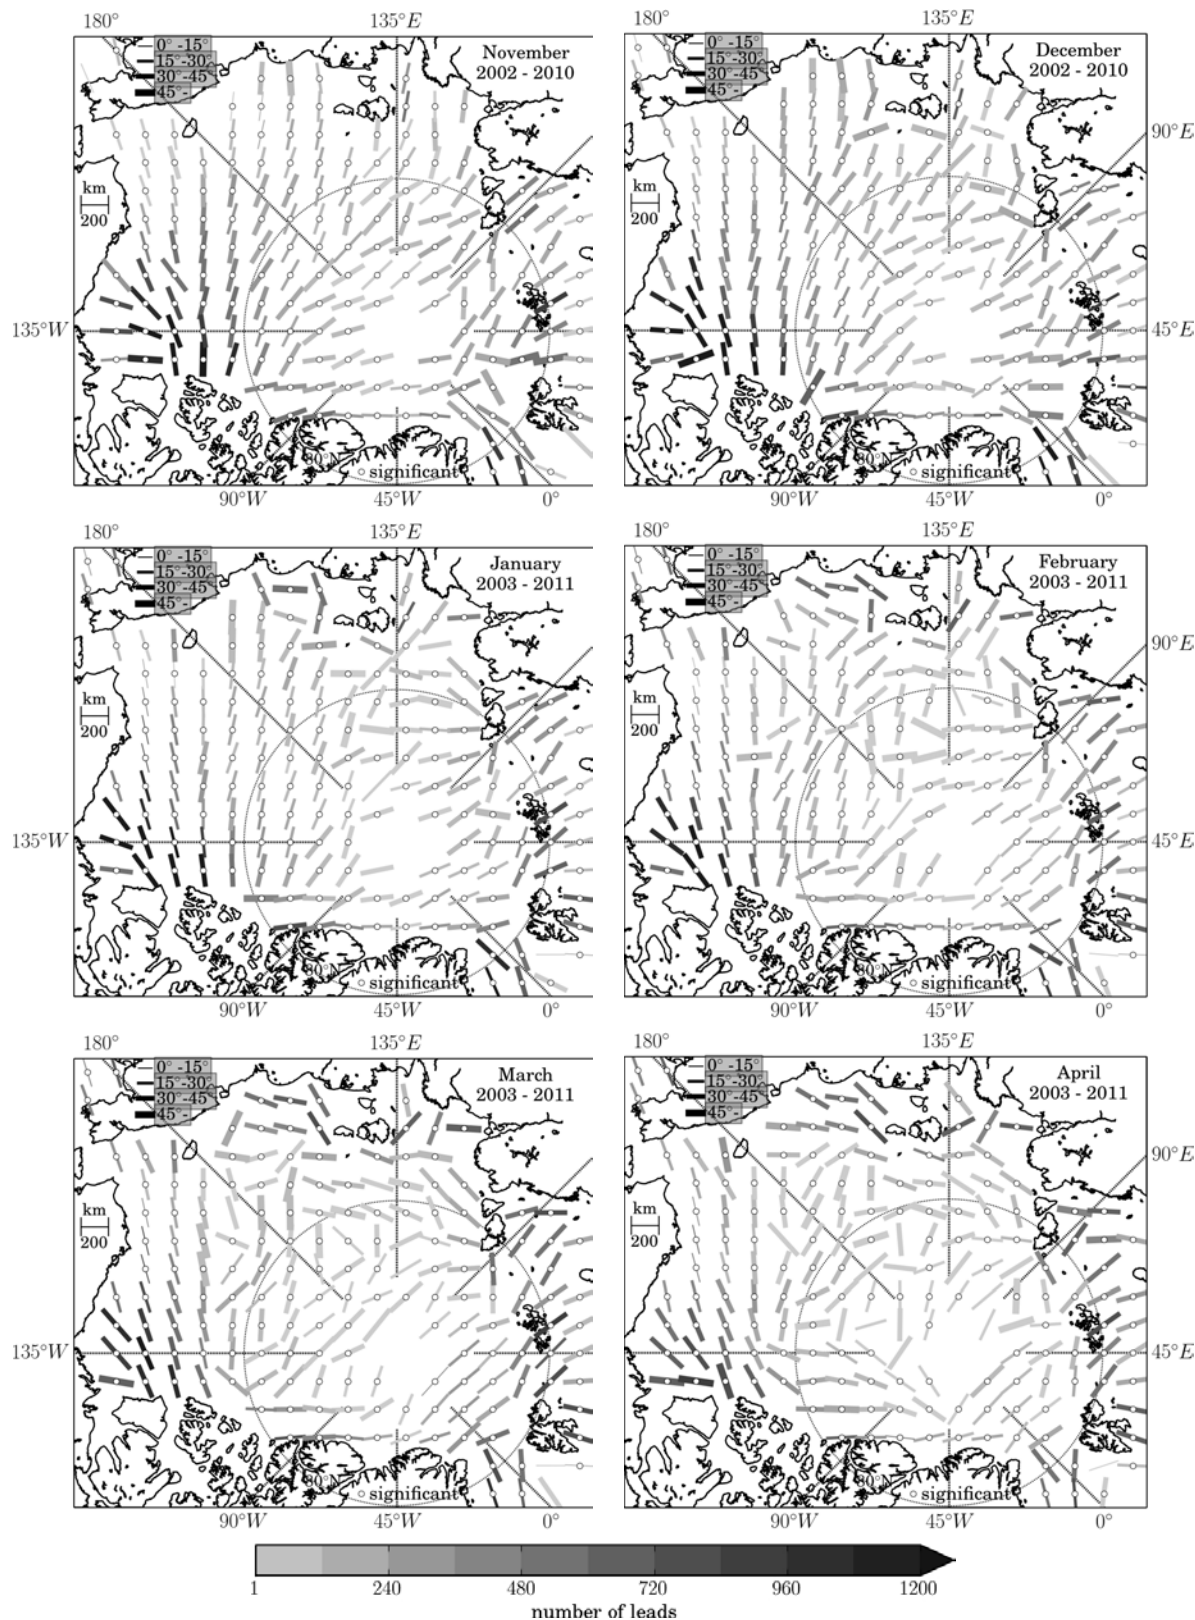 180°
135°E
180°
135°E
0° -15°
15°-30°
30°-45°
45°-
November
2002 - 2010
0° -15°
15°-30°
30°-45°
45°-
December
2002 - 2010
90°E
km
200
km
200
135°W
45°E
80°N
significant
80°N
significant
90°W
45°W
0°
90°W
45°W
0°
180°
135°E
180°
135°E
0° -15°
15°-30°
30°-45°
45°-
January
2003 - 2011
0° -15°
15°-30°
30°-45°
45°-
February
2003 - 2011
90°E
km
200
km
200
135°W
45°E
80°N
significant
80°N
significant
90°W
45°W
0°
90°W
45°W
0°
180°
135°E
180°
135°E
0° -15°
15°-30°
30°-45°
45°-
March
2003 - 2011
0° -15°
15°-30°
30°-45°
45°-
April
2003 - 2011
90°E
km
200
km
200
135°W
45°E
80°N
significant
80°N
significant
90°W
45°W
0°
90°W
45°W
0°
1
240
480
720
960
1200
number of leads